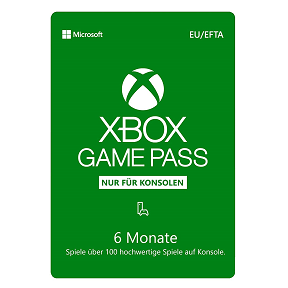 Microsoft
EU/EFTA
XBOX
GAME PASS
NUR FÜR KONSOLEN
6 Monate
Spiele über 100 hochwertige Spiele auf Konsole.